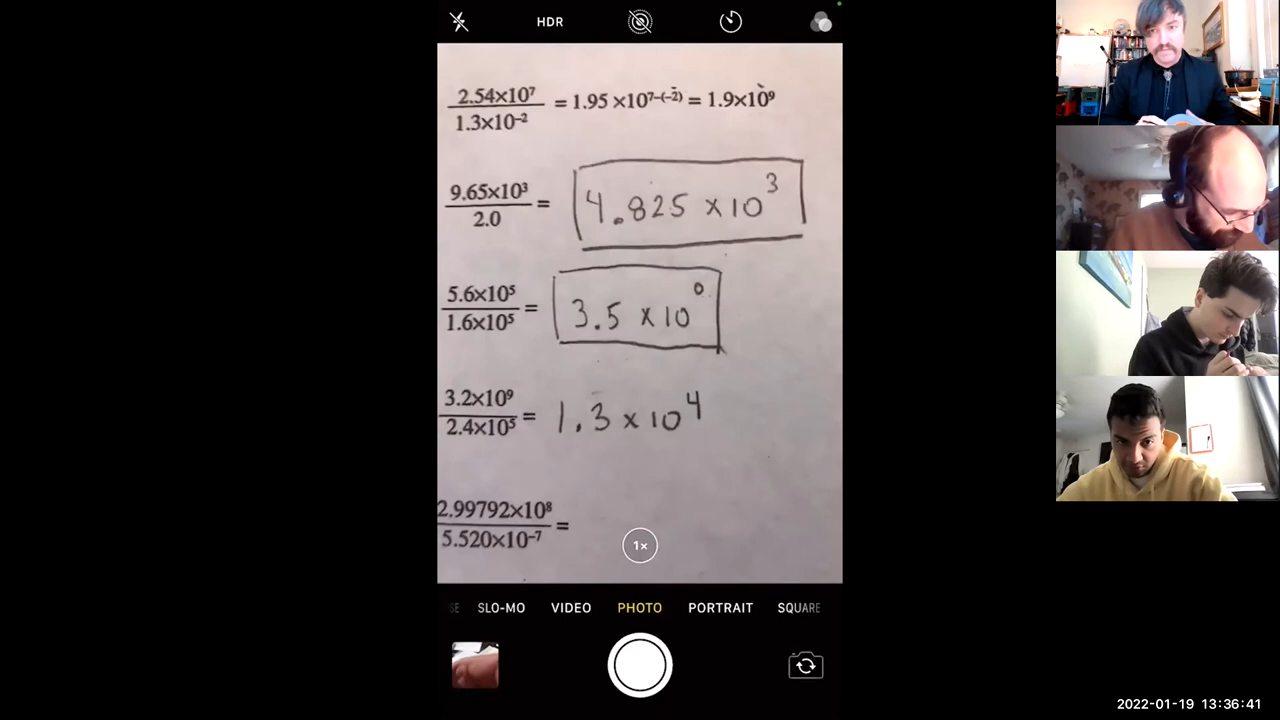 HDR
2.54×10⁷ / 1.3×10⁻² = 1.95 ×10⁷⁻⁽⁻²⁾ = 1.9×10⁹
9.65×10³ / 2.0 = 4.825 × 10³
5.6×10⁵ / 1.6×10⁵ = 3.5 × 10⁰
3.2×10⁹ / 2.4×10⁵ = 1.3 × 10⁴
2.99792×10⁸ / 5.520×10⁻⁷ =
1×
SE SLO-MO VIDEO PHOTO PORTRAIT SQUARE
2022-01-19 13:36:41